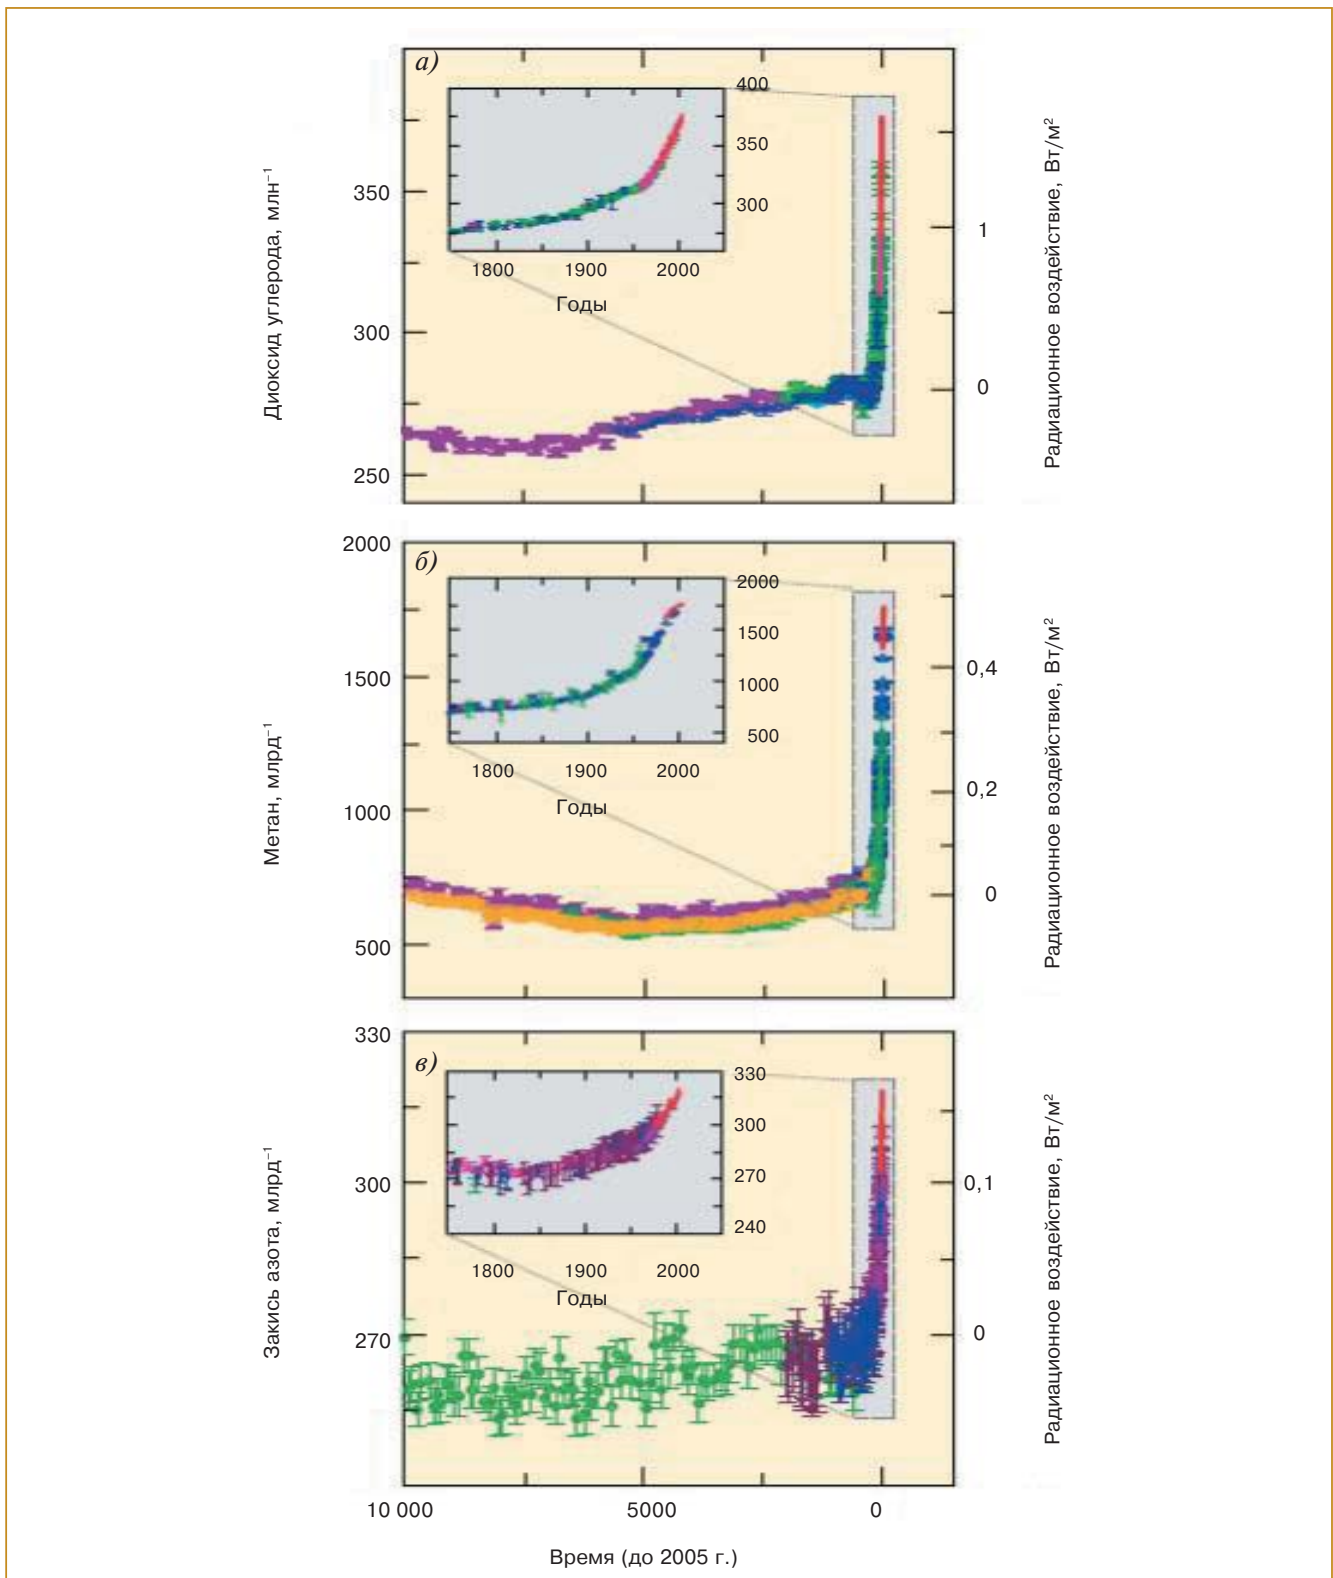 а)
400
350
300
1800 1900 2000
Годы
350
300
250
1
0
Диоксид углерода, млн⁻¹
Радиационное воздействие, Вт/м²
б)
2000
1500
1000
500
1800 1900 2000
Годы
2000
1500
1000
500
0,4
0,2
0
Метан, млрд⁻¹
Радиационное воздействие, Вт/м²
в)
330
300
270
240
1800 1900 2000
Годы
330
300
270
0,1
0
Закись азота, млрд⁻¹
Радиационное воздействие, Вт/м²
10 000 5000 0
Время (до 2005 г.)